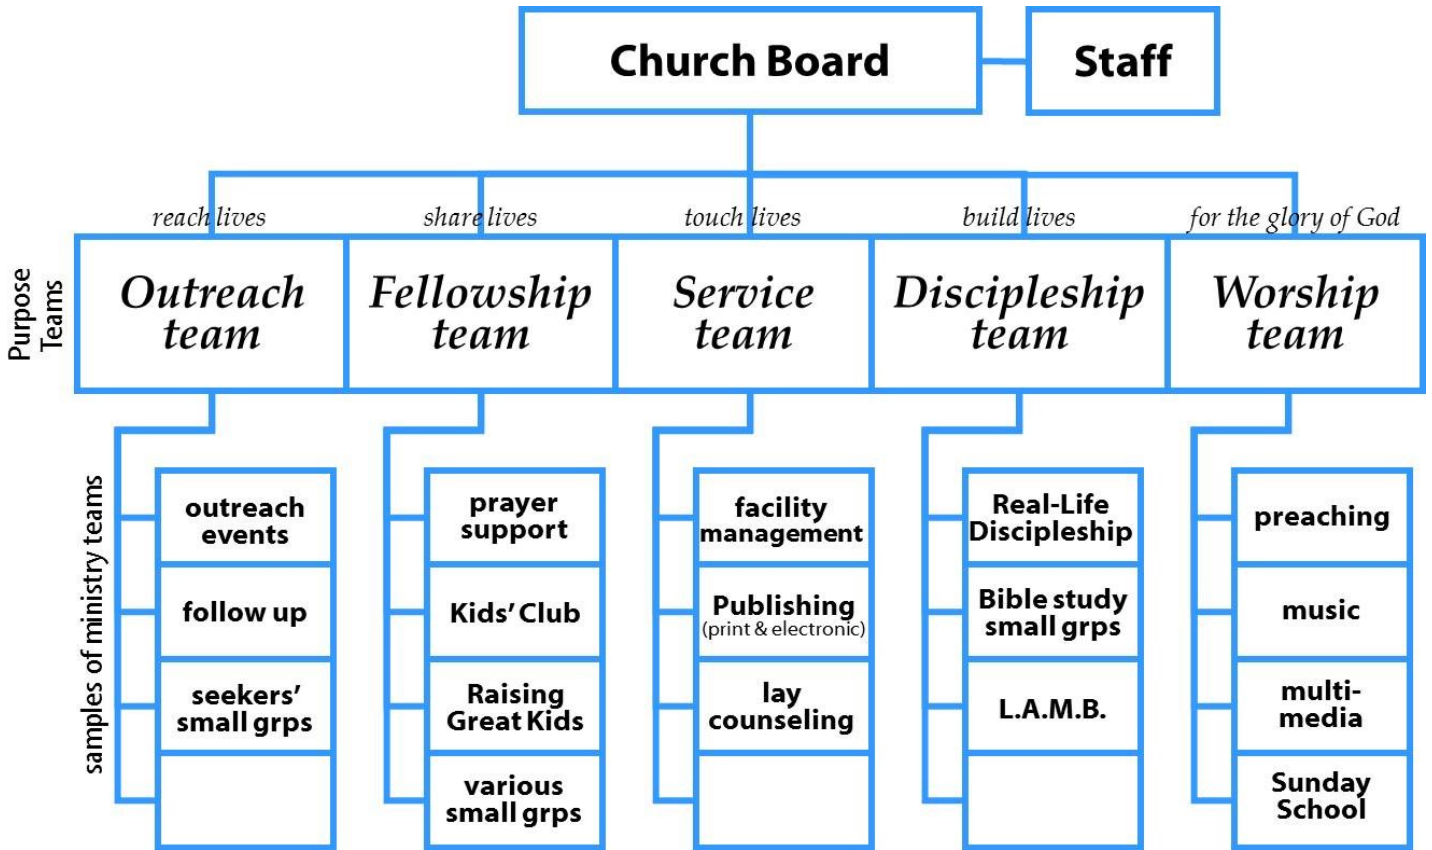 Church Board
Staff
reach lives
share lives
touch lives
build lives
for the glory of God
Purpose
Teams
Outreach
team
Fellowship
team
Service
team
Discipleship
team
Worship
team
samples of ministry teams
outreach
events
follow up
seekers’
small grps
prayer
support
Kids’ Club
Raising
Great Kids
various
small grps
facility
management
Publishing
(print & electronic)
lay
counseling
Real-Life
Discipleship
Bible study
small grps
L.A.M.B.
preaching
music
multi-
media
Sunday
School